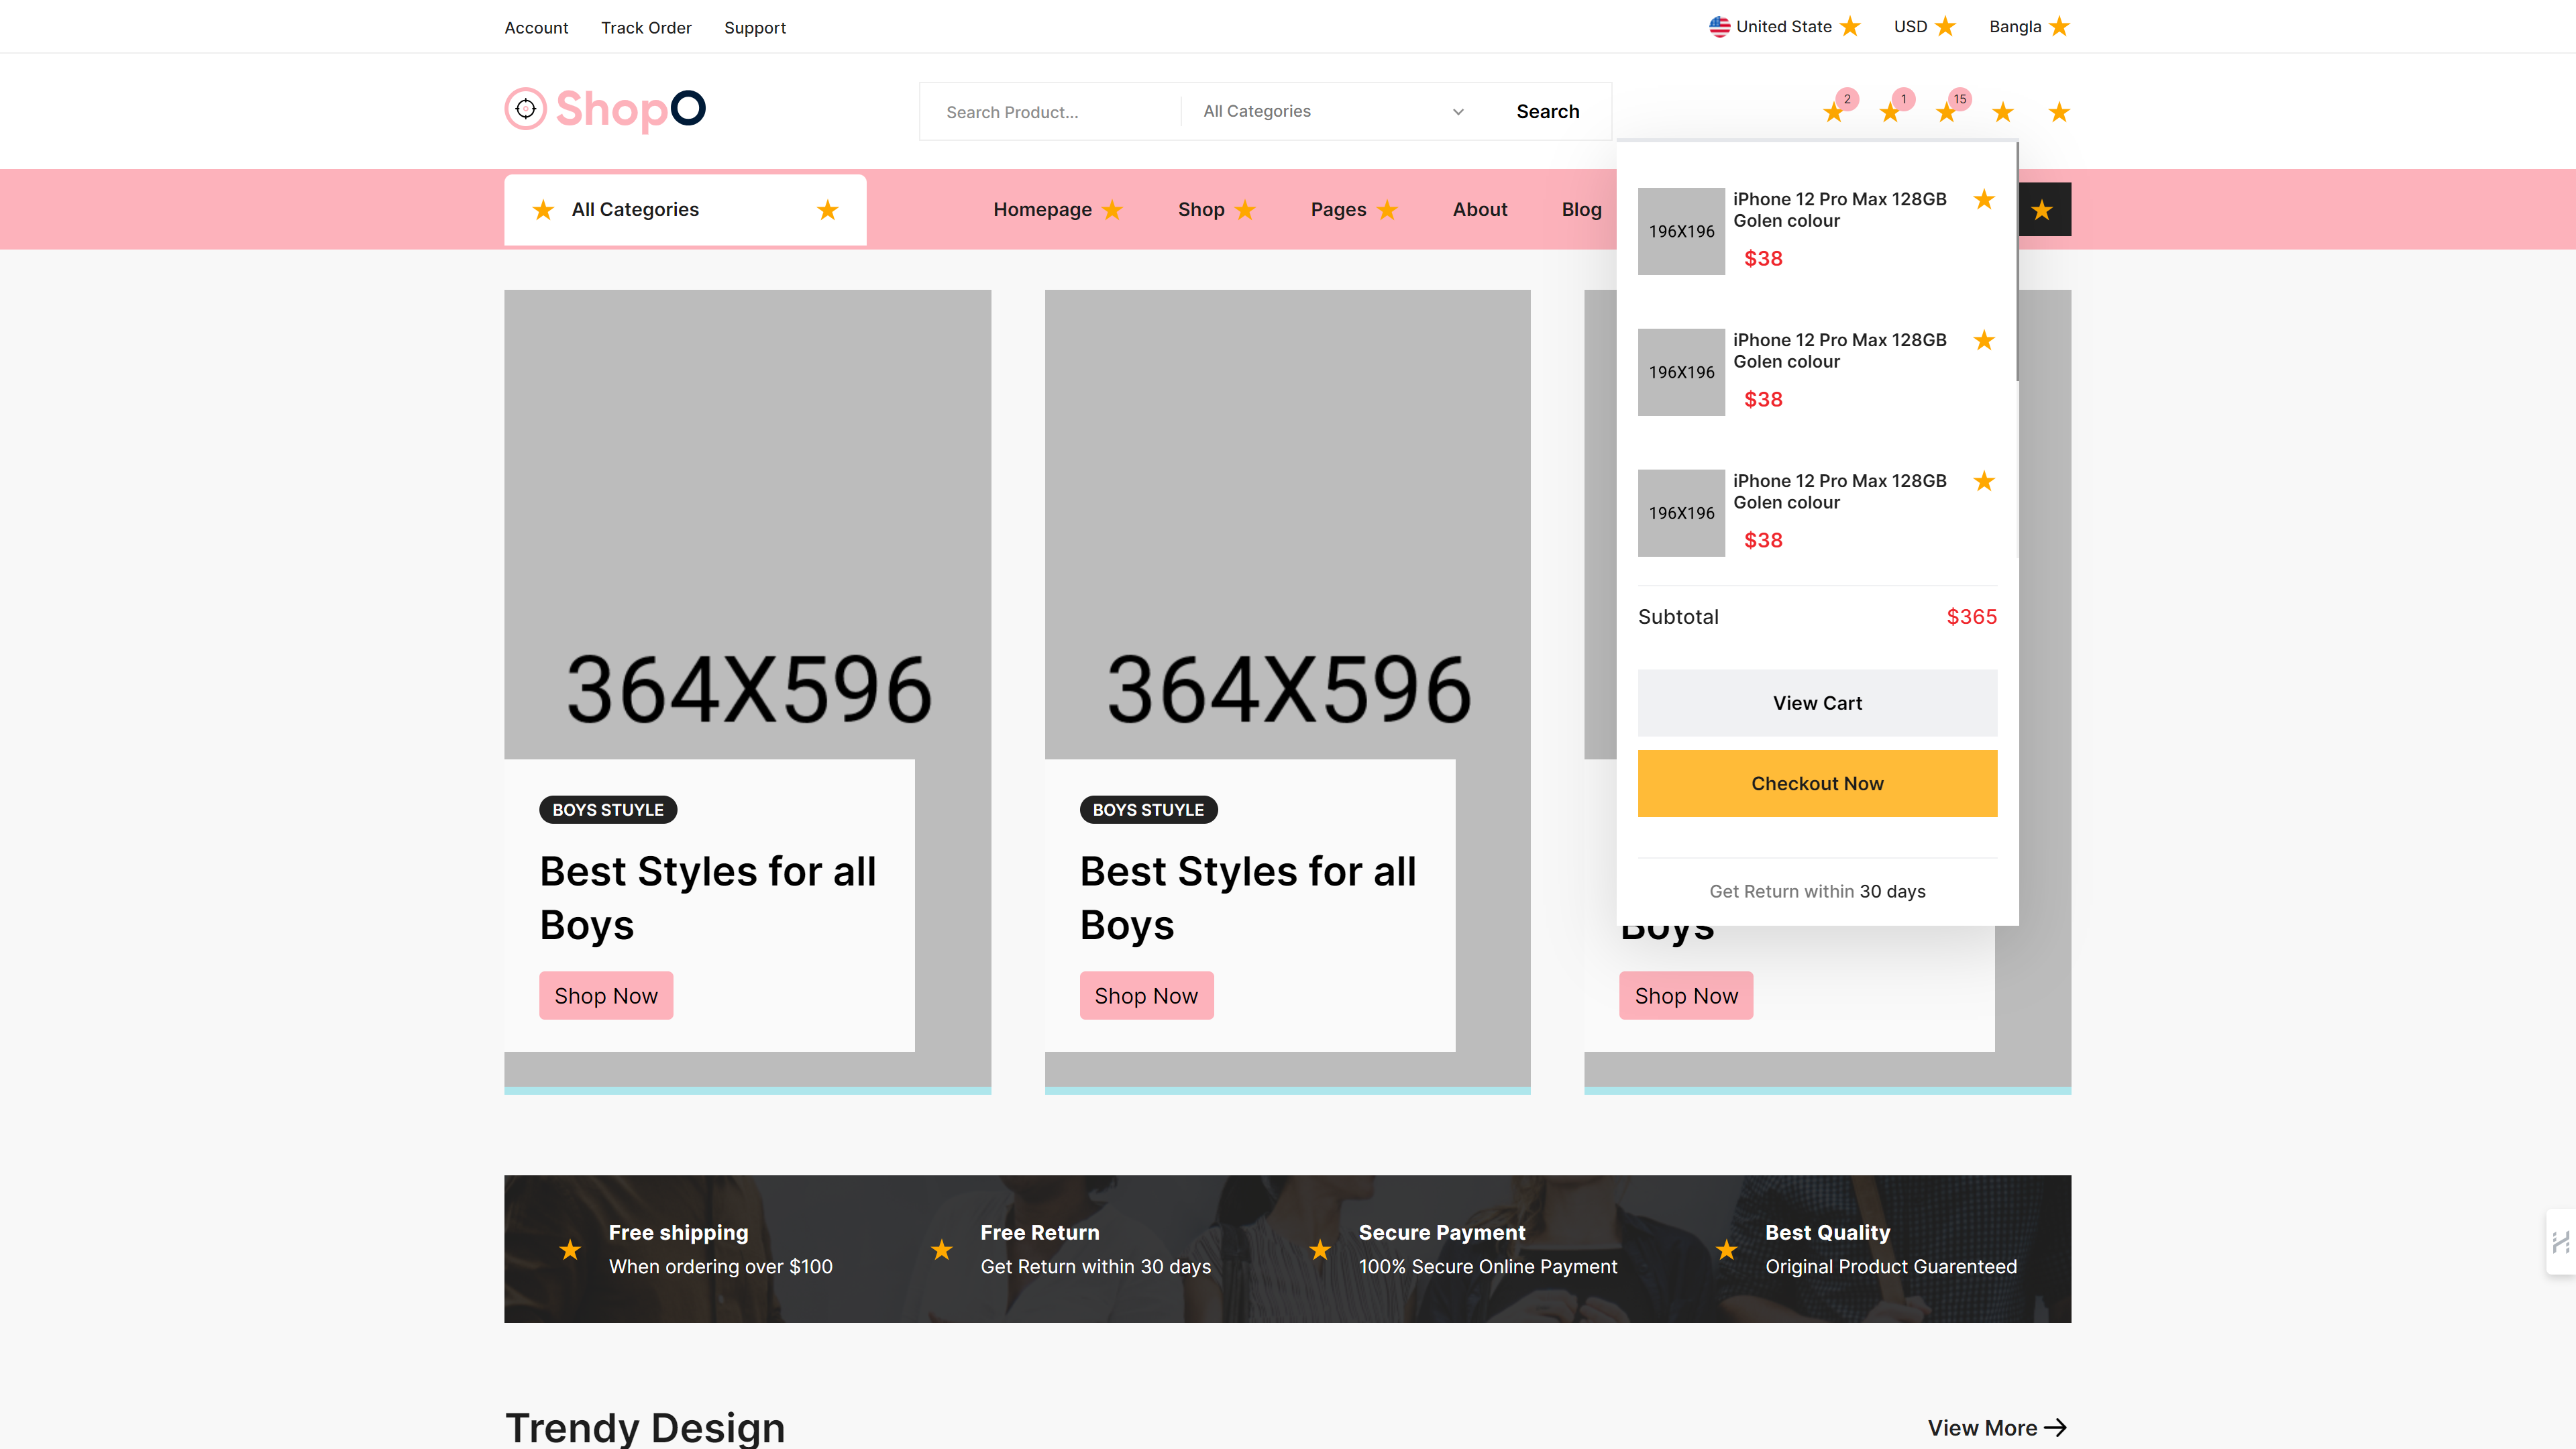 Account Track Order Support
United State USD Bangla
ShopO
Search Product... All Categories Search
2 1 15
All Categories
Homepage Shop Pages About Blog
iPhone 12 Pro Max 128GB
Golen colour
$38
196X196
iPhone 12 Pro Max 128GB
Golen colour
$38
196X196
iPhone 12 Pro Max 128GB
Golen colour
$38
196X196
Subtotal $365
View Cart
Checkout Now
Get Return within 30 days
364X596
BOYS STUYLE
Best Styles for all
Boys
Shop Now
364X596
BOYS STUYLE
Best Styles for all
Boys
Shop Now
Boys
Shop Now
Free shipping
When ordering over $100
Free Return
Get Return within 30 days
Secure Payment
100% Secure Online Payment
Best Quality
Original Product Guarenteed
Trendy Design
View More